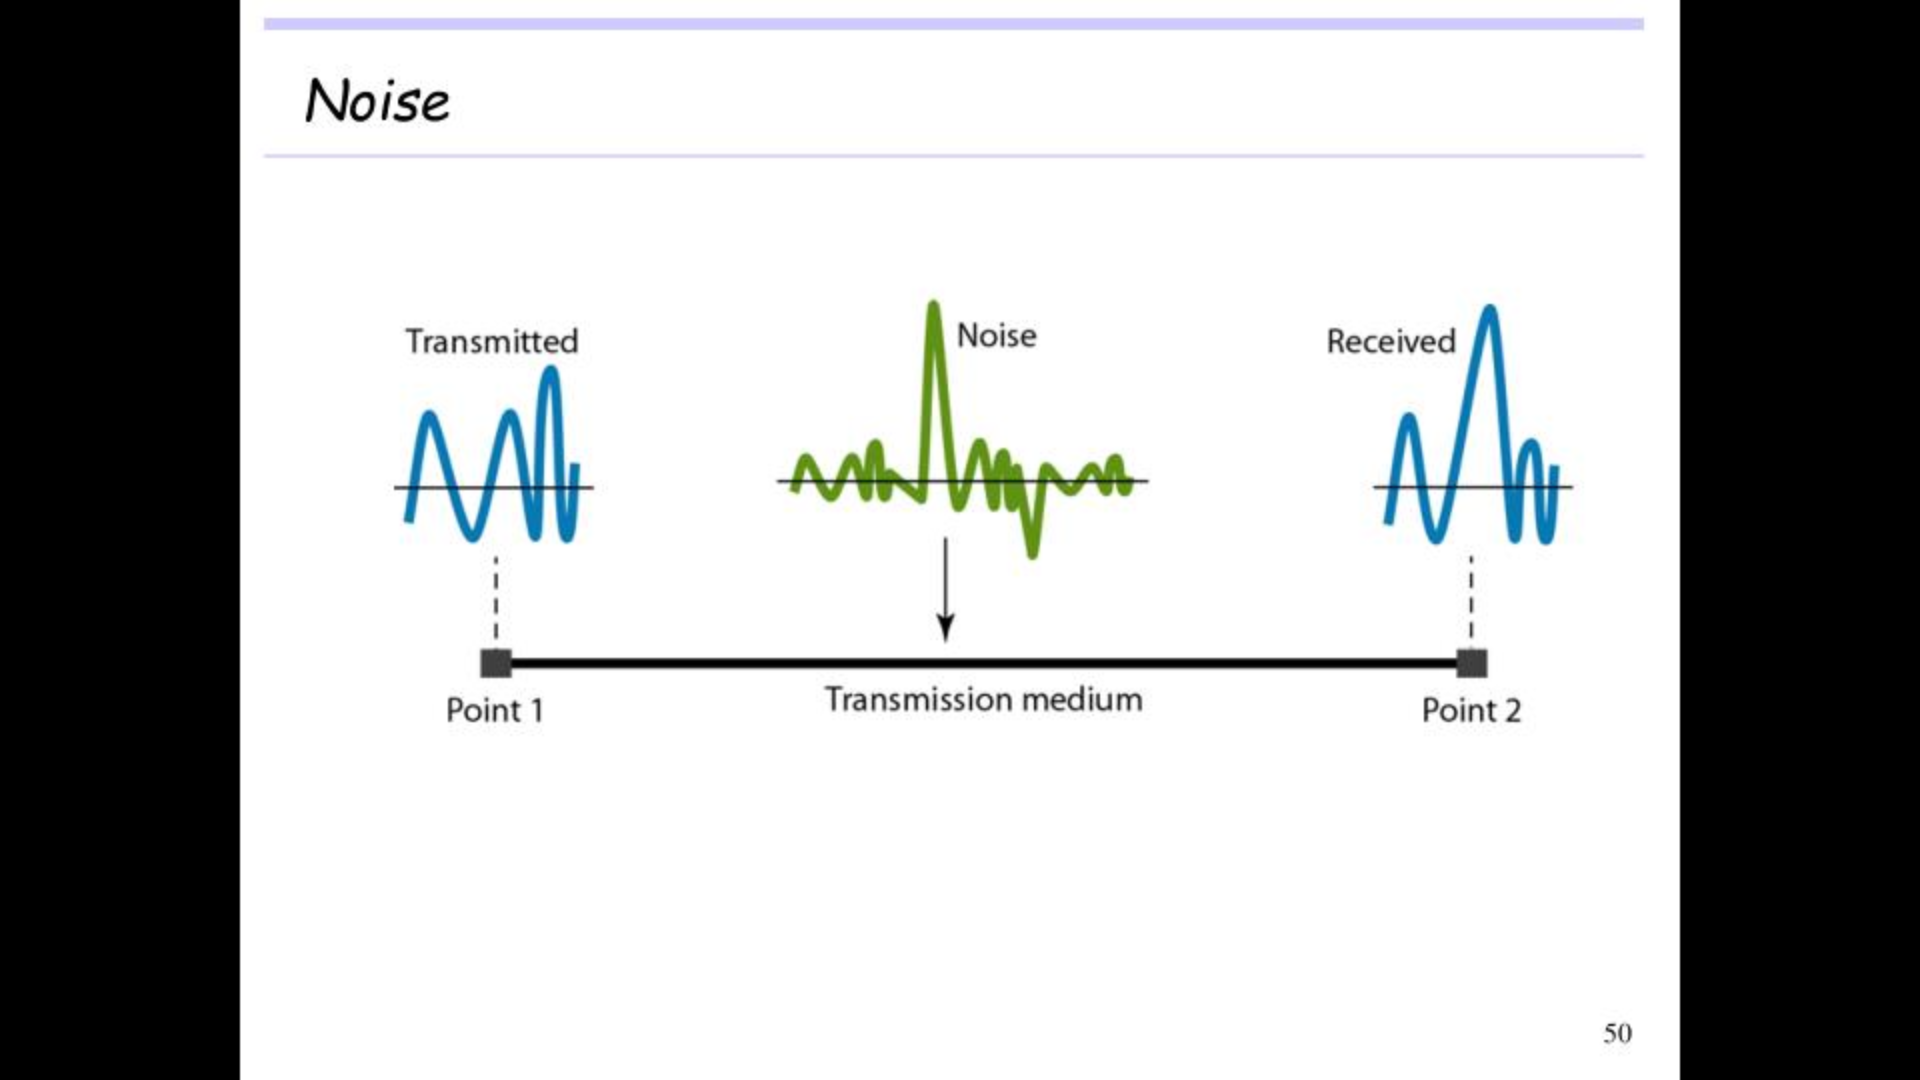 Noise
Transmitted
Noise
Received
Point 1
Transmission medium
Point 2
50